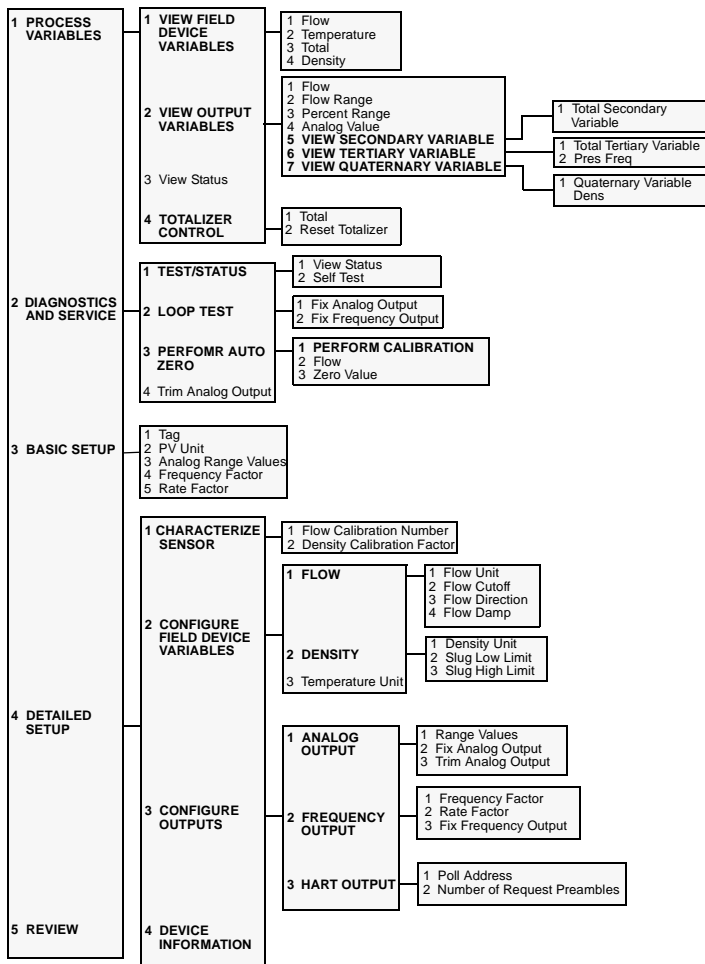 1 PROCESS
VARIABLES
1 VIEW FIELD
DEVICE
VARIABLES
1 Flow
2 Temperature
3 Total
4 Density
2 VIEW OUTPUT
VARIABLES
1 Flow
2 Flow Range
3 Percent Range
4 Analog Value
5 VIEW SECONDARY VARIABLE
6 VIEW TERTIARY VARIABLE
7 VIEW QUATERNARY VARIABLE
1 Total Secondary
Variable
1 Total Tertiary Variable
2 Pres Freq
1 Quaternary Variable
Dens
3 View Status
4 TOTALIZER
CONTROL
1 Total
2 Reset Totalizer
2 DIAGNOSTICS
AND SERVICE
1 TEST/STATUS
1 View Status
2 Self Test
2 LOOP TEST
1 Fix Analog Output
2 Fix Frequency Output
3 PERFOMR AUTO
ZERO
1 PERFORM CALIBRATION
2 Flow
3 Zero Value
4 Trim Analog Output
3 BASIC SETUP
1 Tag
2 PV Unit
3 Analog Range Values
4 Frequency Factor
5 Rate Factor
4 DETAILED
SETUP
1 CHARACTERIZE
SENSOR
1 Flow Calibration Number
2 Density Calibration Factor
2 CONFIGURE
FIELD DEVICE
VARIABLES
1 FLOW
1 Flow Unit
2 Flow Cutoff
3 Flow Direction
4 Flow Damp
2 DENSITY
1 Density Unit
2 Slug Low Limit
3 Slug High Limit
3 Temperature Unit
3 CONFIGURE
OUTPUTS
1 ANALOG
OUTPUT
1 Range Values
2 Fix Analog Output
3 Trim Analog Output
2 FREQUENCY
OUTPUT
1 Frequency Factor
2 Rate Factor
3 Fix Frequency Output
3 HART OUTPUT
1 Poll Address
2 Number of Request Preambles
4 DEVICE
INFORMATION
5 REVIEW